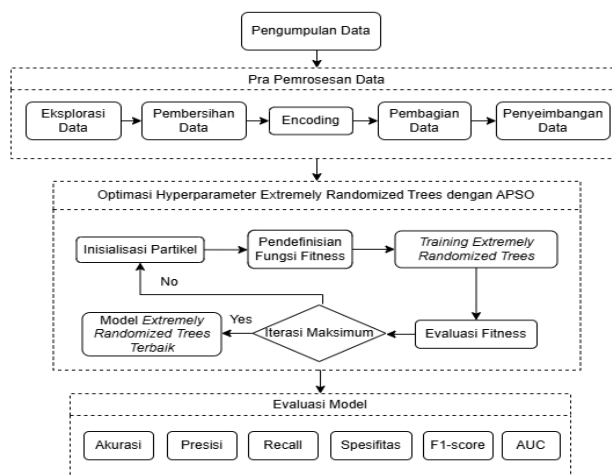 Pengumpulan Data
Pra Pemrosesan Data
Eksplorasi
Data
Pembersihan
Data
Encoding
Pembagian
Data
Penyeimbangan
Data
Optimasi Hyperparameter Extremely Randomized Trees dengan APSO
Inisialisasi Partikel
Pendefinisian
Fungsi Fitness
Training Extremely
Randomized Trees
No
Model Extremely
Randomized Trees
Terbaik
Yes
Iterasi Maksimum
Evaluasi Fitness
Evaluasi Model
Akurasi
Presisi
Recall
Spesifitas
F1-score
AUC